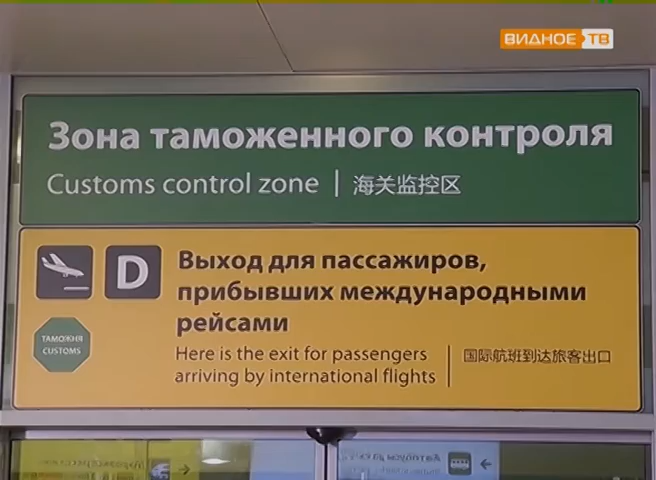 ВИДНОЕ ТВ
Зона таможенного контроля
Customs control zone | 海关监控区
D
Выход для пассажиров,
прибывших международными
рейсами
ТАМОЖНЯ
CUSTOMS
Here is the exit for passengers
arriving by international flights
国际航班到达旅客出口